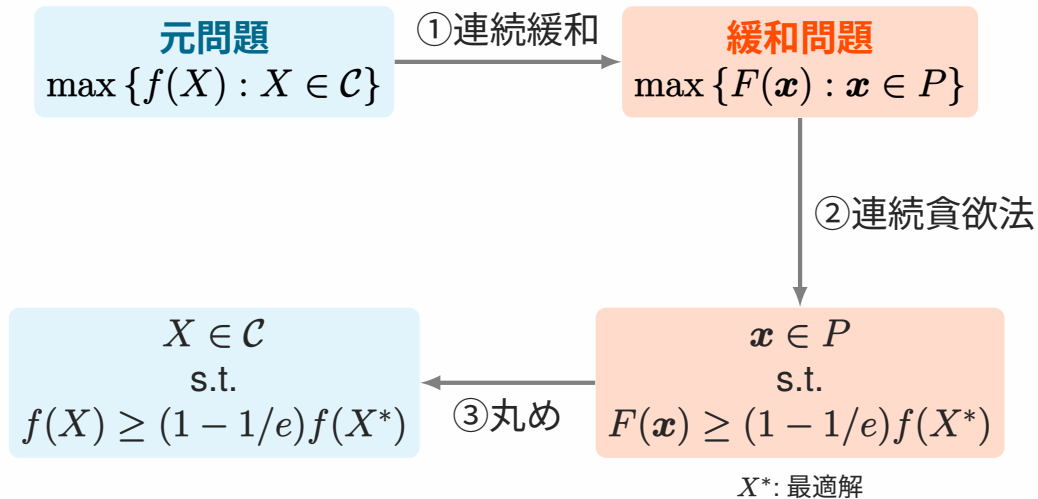 元問題
max {f(X) : X ∈ 𝒞}
①連続緩和
緩和問題
max {F(𝒙) : 𝒙 ∈ P}
②連続貪欲法
𝒙 ∈ P
s.t.
F(𝒙) ≥ (1 − 1/e)f(X*)
③丸め
X ∈ 𝒞
s.t.
f(X) ≥ (1 − 1/e)f(X*)
X*: 最適解